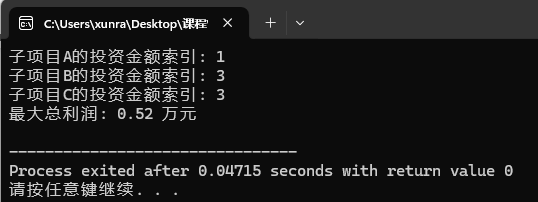 C:\Users\xunra\Desktop\课程
子项目A的投资金额索引: 1
子项目B的投资金额索引: 3
子项目C的投资金额索引: 3
最大总利润: 0.52 万元
--------------------------------
Process exited after 0.04715 seconds with return value 0
请按任意键继续. . .